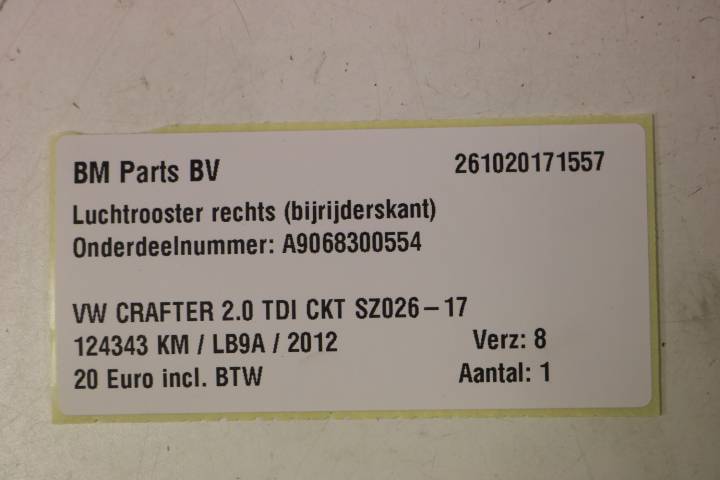 BM Parts BV 261020171557
Luchtrooster rechts (bijrijderskant)
Onderdeelnummer: A9068300554
VW CRAFTER 2.0 TDI CKT SZ026-17
124343 KM / LB9A / 2012 Verz: 8
20 Euro incl. BTW Aantal: 1